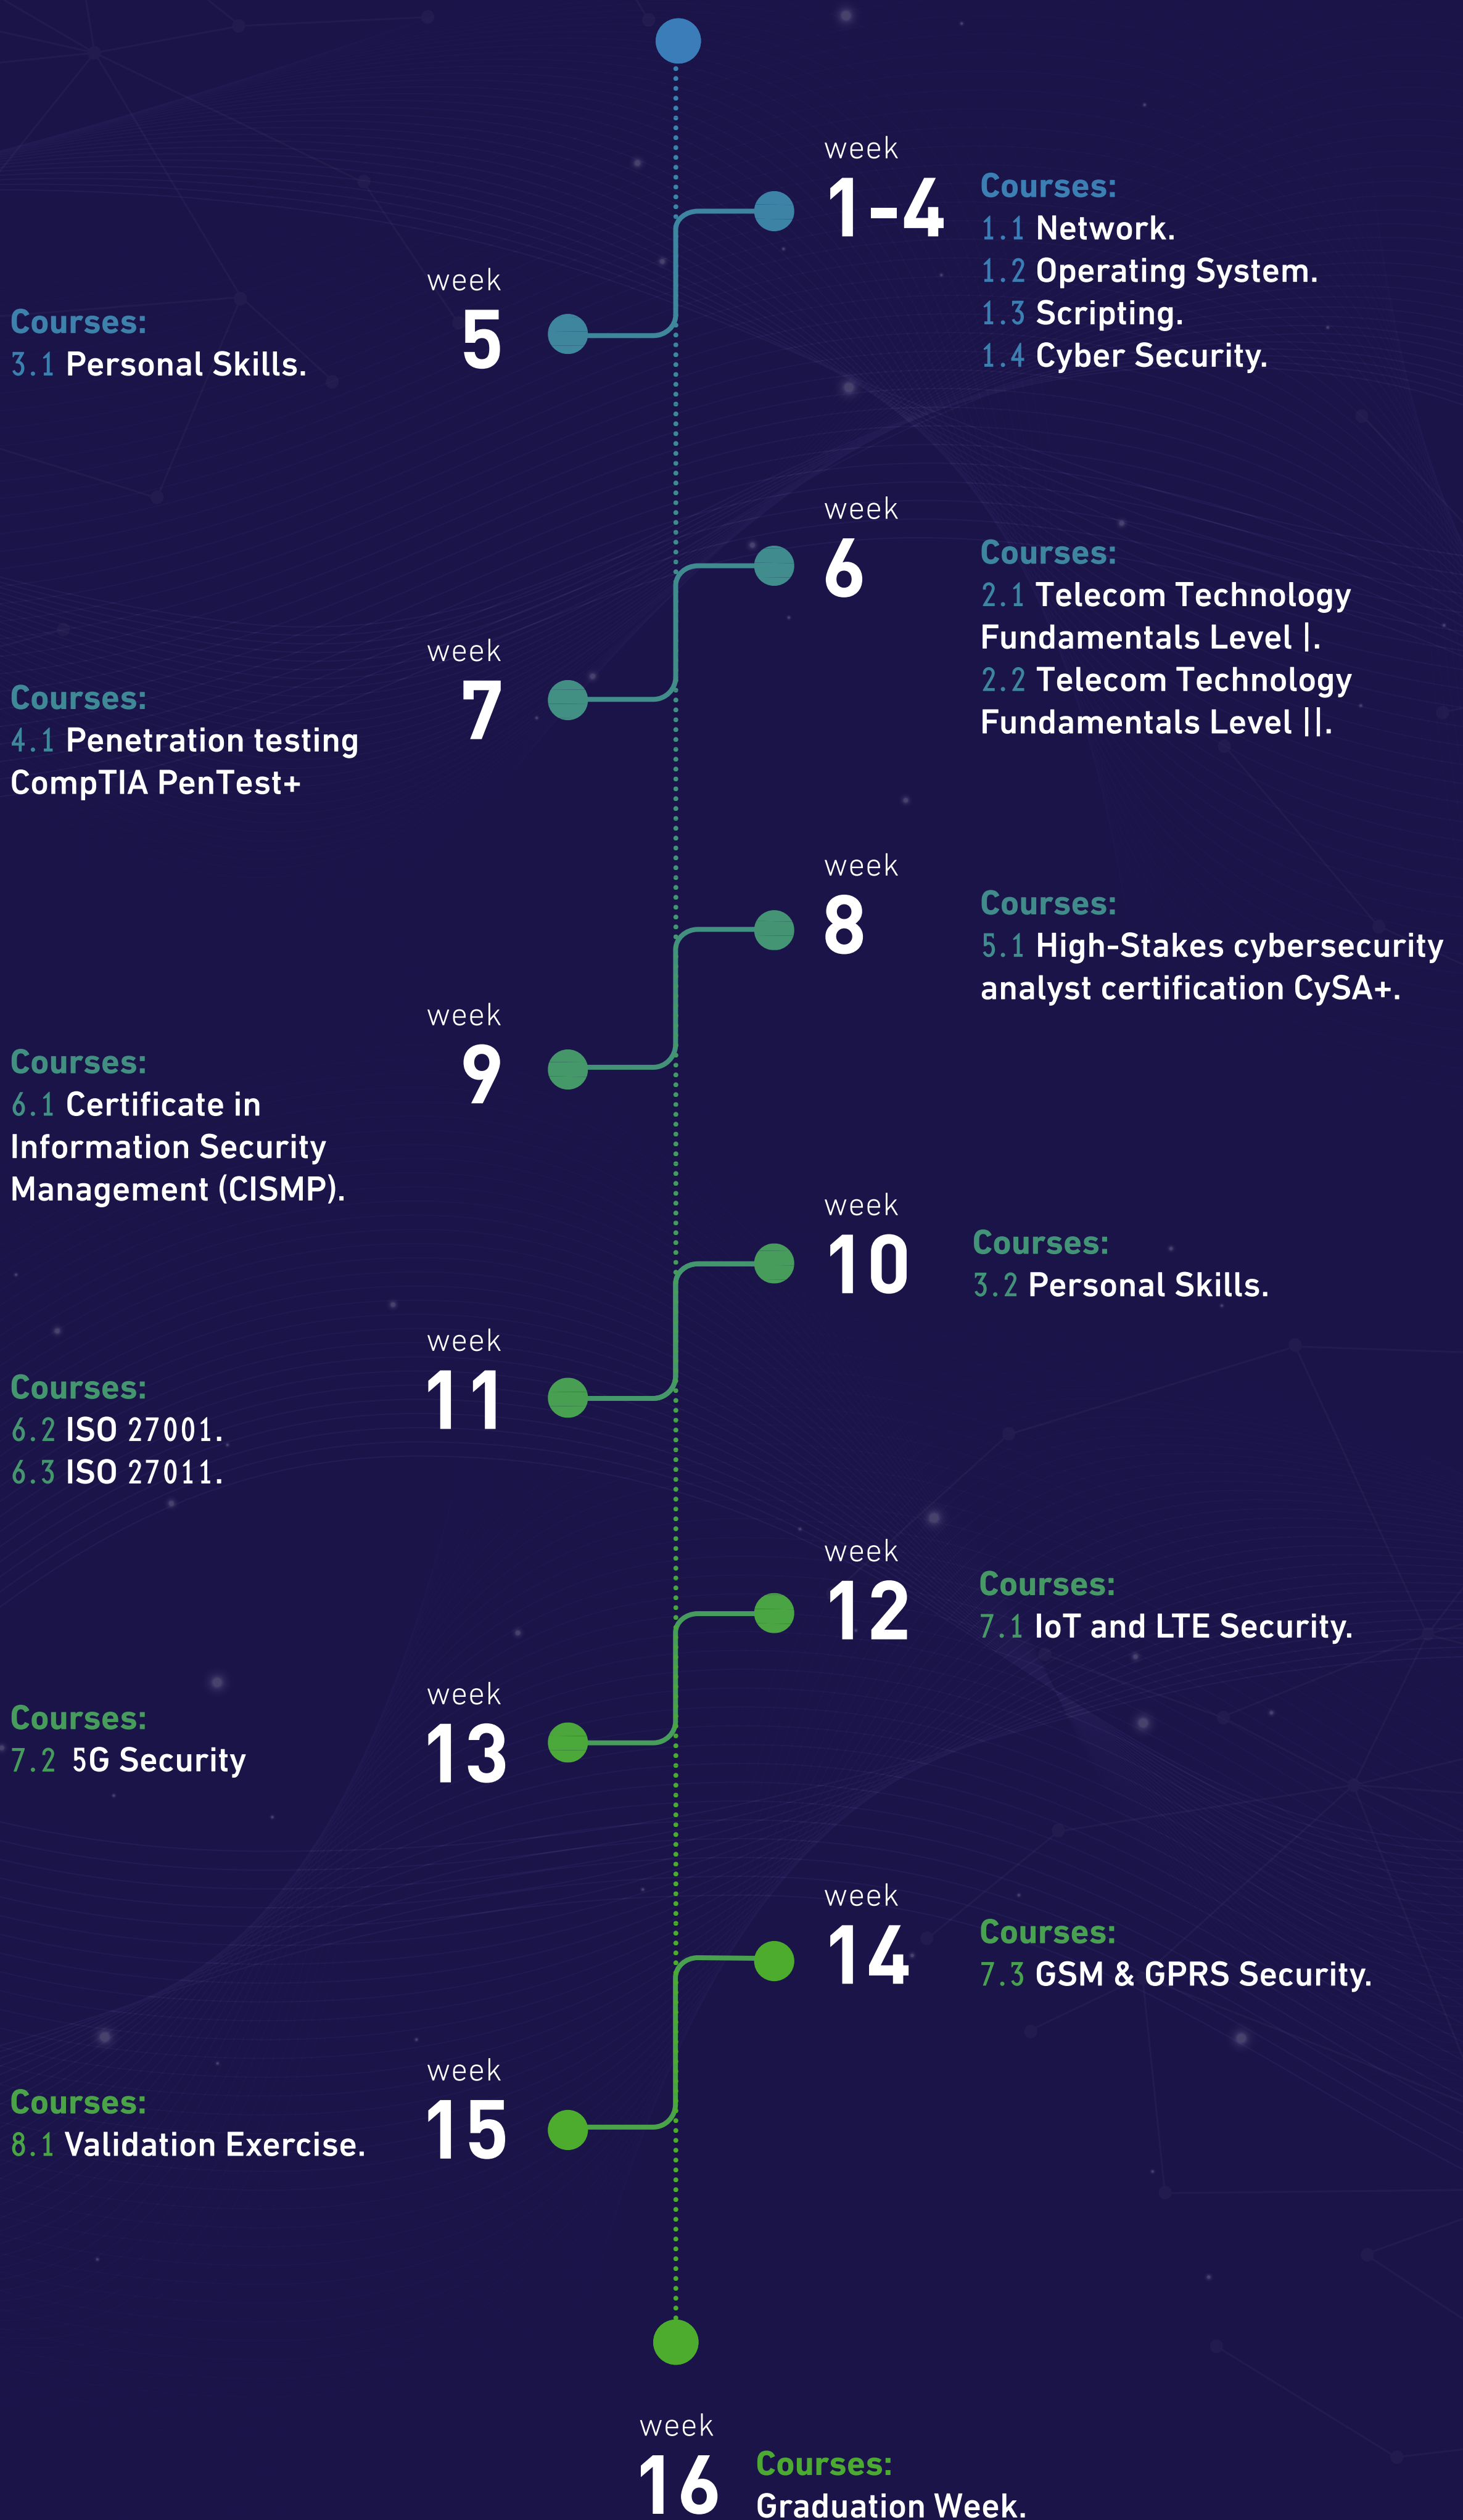 week
1-4
Courses:
1.1 Network.
1.2 Operating System.
1.3 Scripting.
1.4 Cyber Security.
week
5
Courses:
3.1 Personal Skills.
week
6
Courses:
2.1 Telecom Technology
Fundamentals Level |.
2.2 Telecom Technology
Fundamentals Level ||.
week
7
Courses:
4.1 Penetration testing
CompTIA PenTest+
week
8
Courses:
5.1 High-Stakes cybersecurity
analyst certification CySA+.
week
9
Courses:
6.1 Certificate in
Information Security
Management (CISMP).
week
10
Courses:
3.2 Personal Skills.
week
11
Courses:
6.2 ISO 27001.
6.3 ISO 27011.
week
12
Courses:
7.1 IoT and LTE Security.
week
13
Courses:
7.2 5G Security
week
14
Courses:
7.3 GSM & GPRS Security.
week
15
Courses:
8.1 Validation Exercise.
week
16
Courses:
Graduation Week.